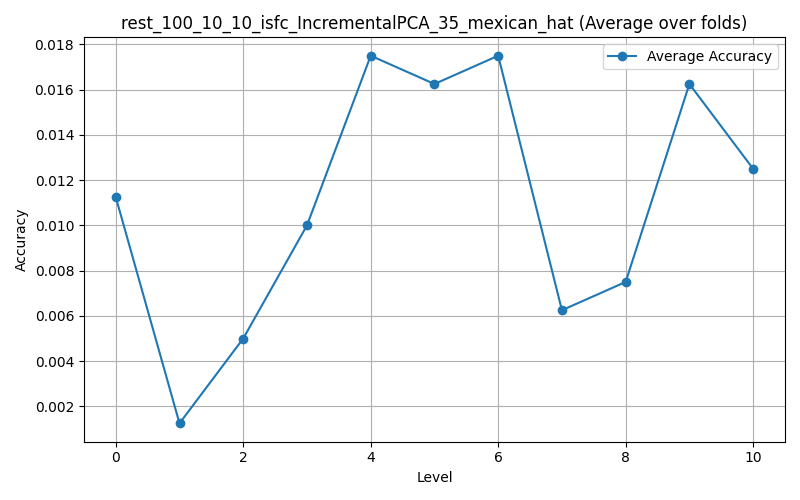 rest_100_10_10_isfc_IncrementalPCA_35_mexican_hat (Average over folds)
Average Accuracy
Accuracy
0.018
0.016
0.014
0.012
0.010
0.008
0.006
0.004
0.002
0 2 4 6 8 10
Level